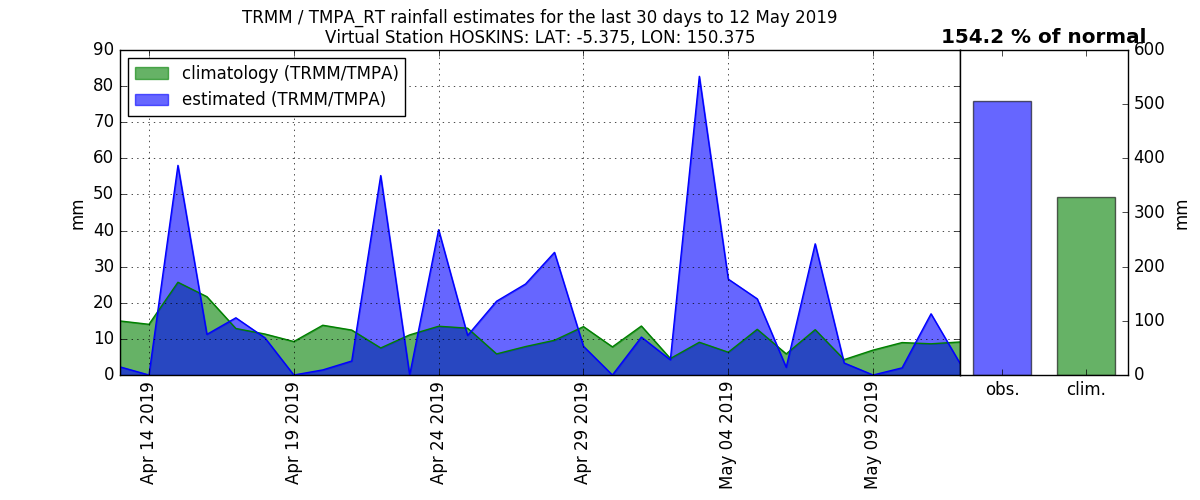 TRMM / TMPA_RT rainfall estimates for the last 30 days to 12 May 2019
Virtual Station HOSKINS: LAT: -5.375, LON: 150.375
154.2 % of normal
climatology (TRMM/TMPA)
estimated (TRMM/TMPA)
90
80
70
60
50
40
30
20
10
0
mm
Apr 14 2019
Apr 19 2019
Apr 24 2019
Apr 29 2019
May 04 2019
May 09 2019
600
500
400
300
200
100
0
mm
obs.
clim.